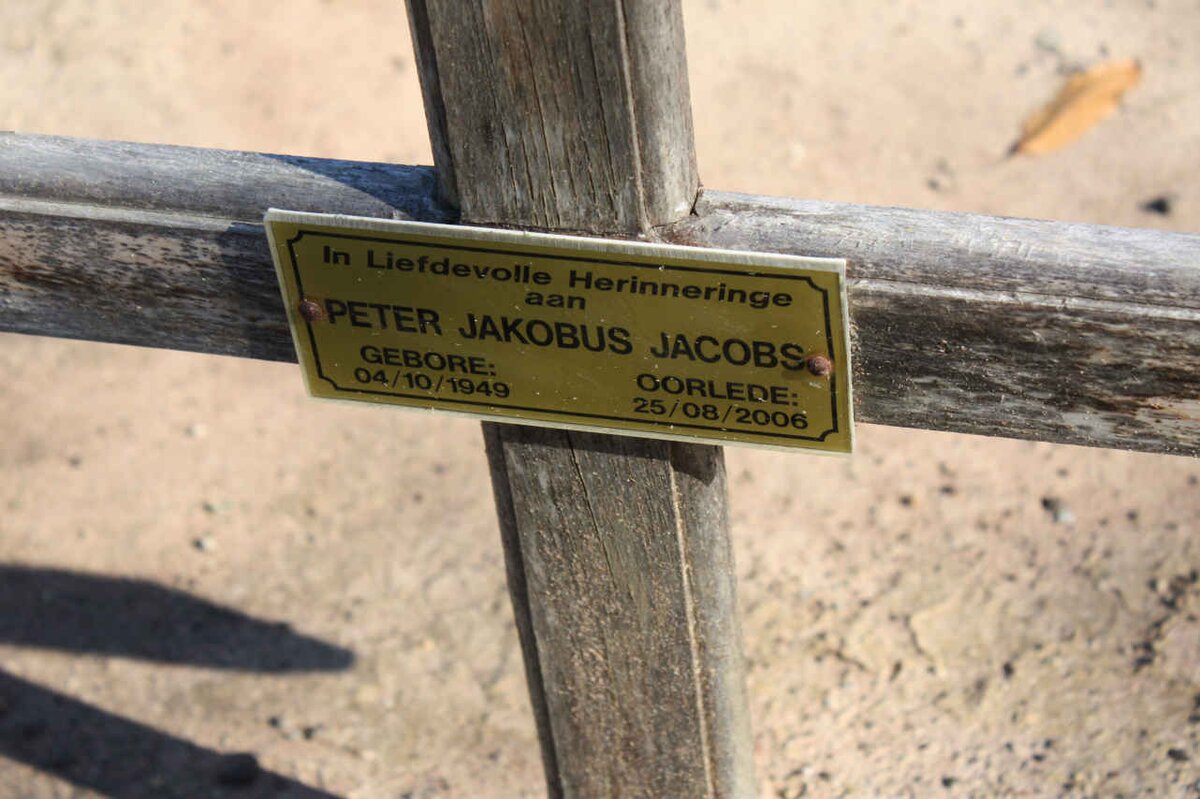 In Liefdevolle Herinneringe
aan
PETER JAKOBUS JACOBS
GEBORE:
04/10/1949
OORLEDE:
25/08/2006